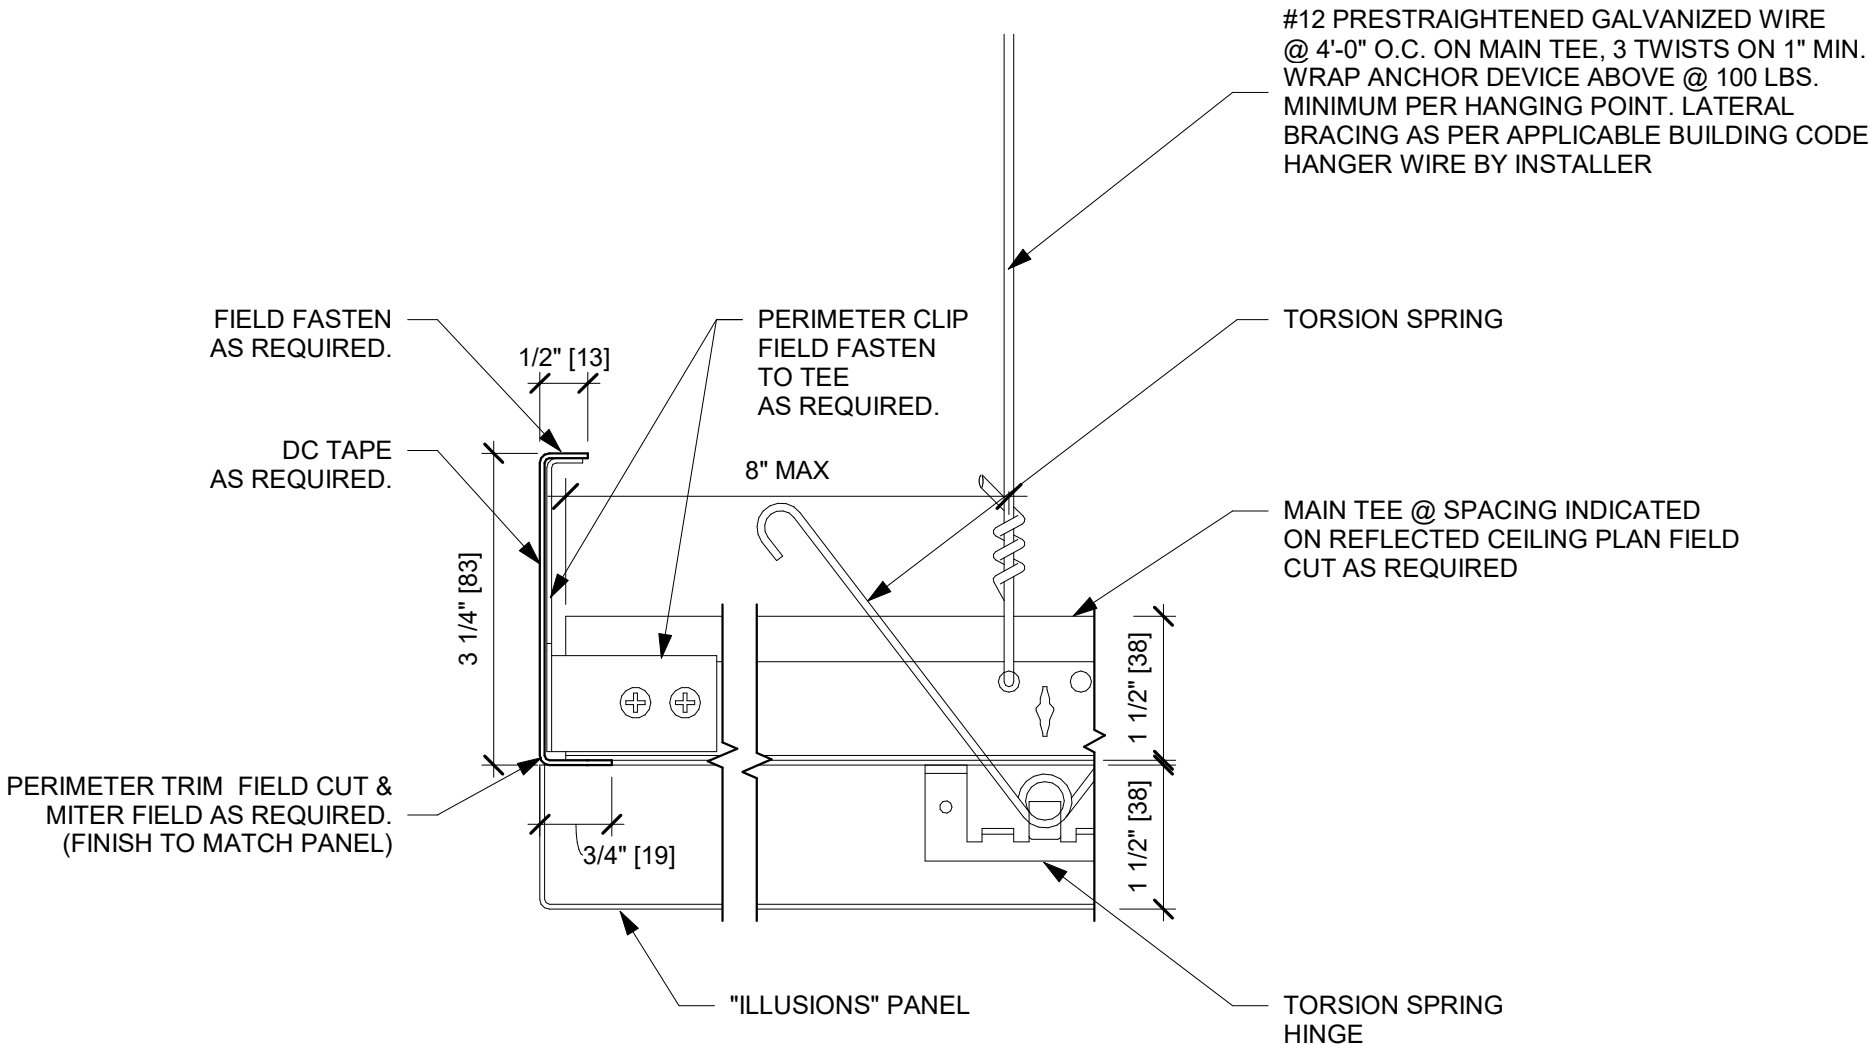 #12 PRESTRAIGHTENED GALVANIZED WIRE
@ 4'-0" O.C. ON MAIN TEE, 3 TWISTS ON 1" MIN.
WRAP ANCHOR DEVICE ABOVE @ 100 LBS.
MINIMUM PER HANGING POINT. LATERAL
BRACING AS PER APPLICABLE BUILDING CODE
HANGER WIRE BY INSTALLER
FIELD FASTEN
AS REQUIRED.
1/2" [13]
PERIMETER CLIP
FIELD FASTEN
TO TEE
AS REQUIRED.
TORSION SPRING
DC TAPE
AS REQUIRED.
8" MAX
MAIN TEE @ SPACING INDICATED
ON REFLECTED CEILING PLAN FIELD
CUT AS REQUIRED
3 1/4" [83]
1 1/2" [38]
PERIMETER TRIM  FIELD CUT &
MITER FIELD AS REQUIRED.
(FINISH TO MATCH PANEL)
3/4" [19]
1 1/2" [38]
"ILLUSIONS" PANEL
TORSION SPRING
HINGE